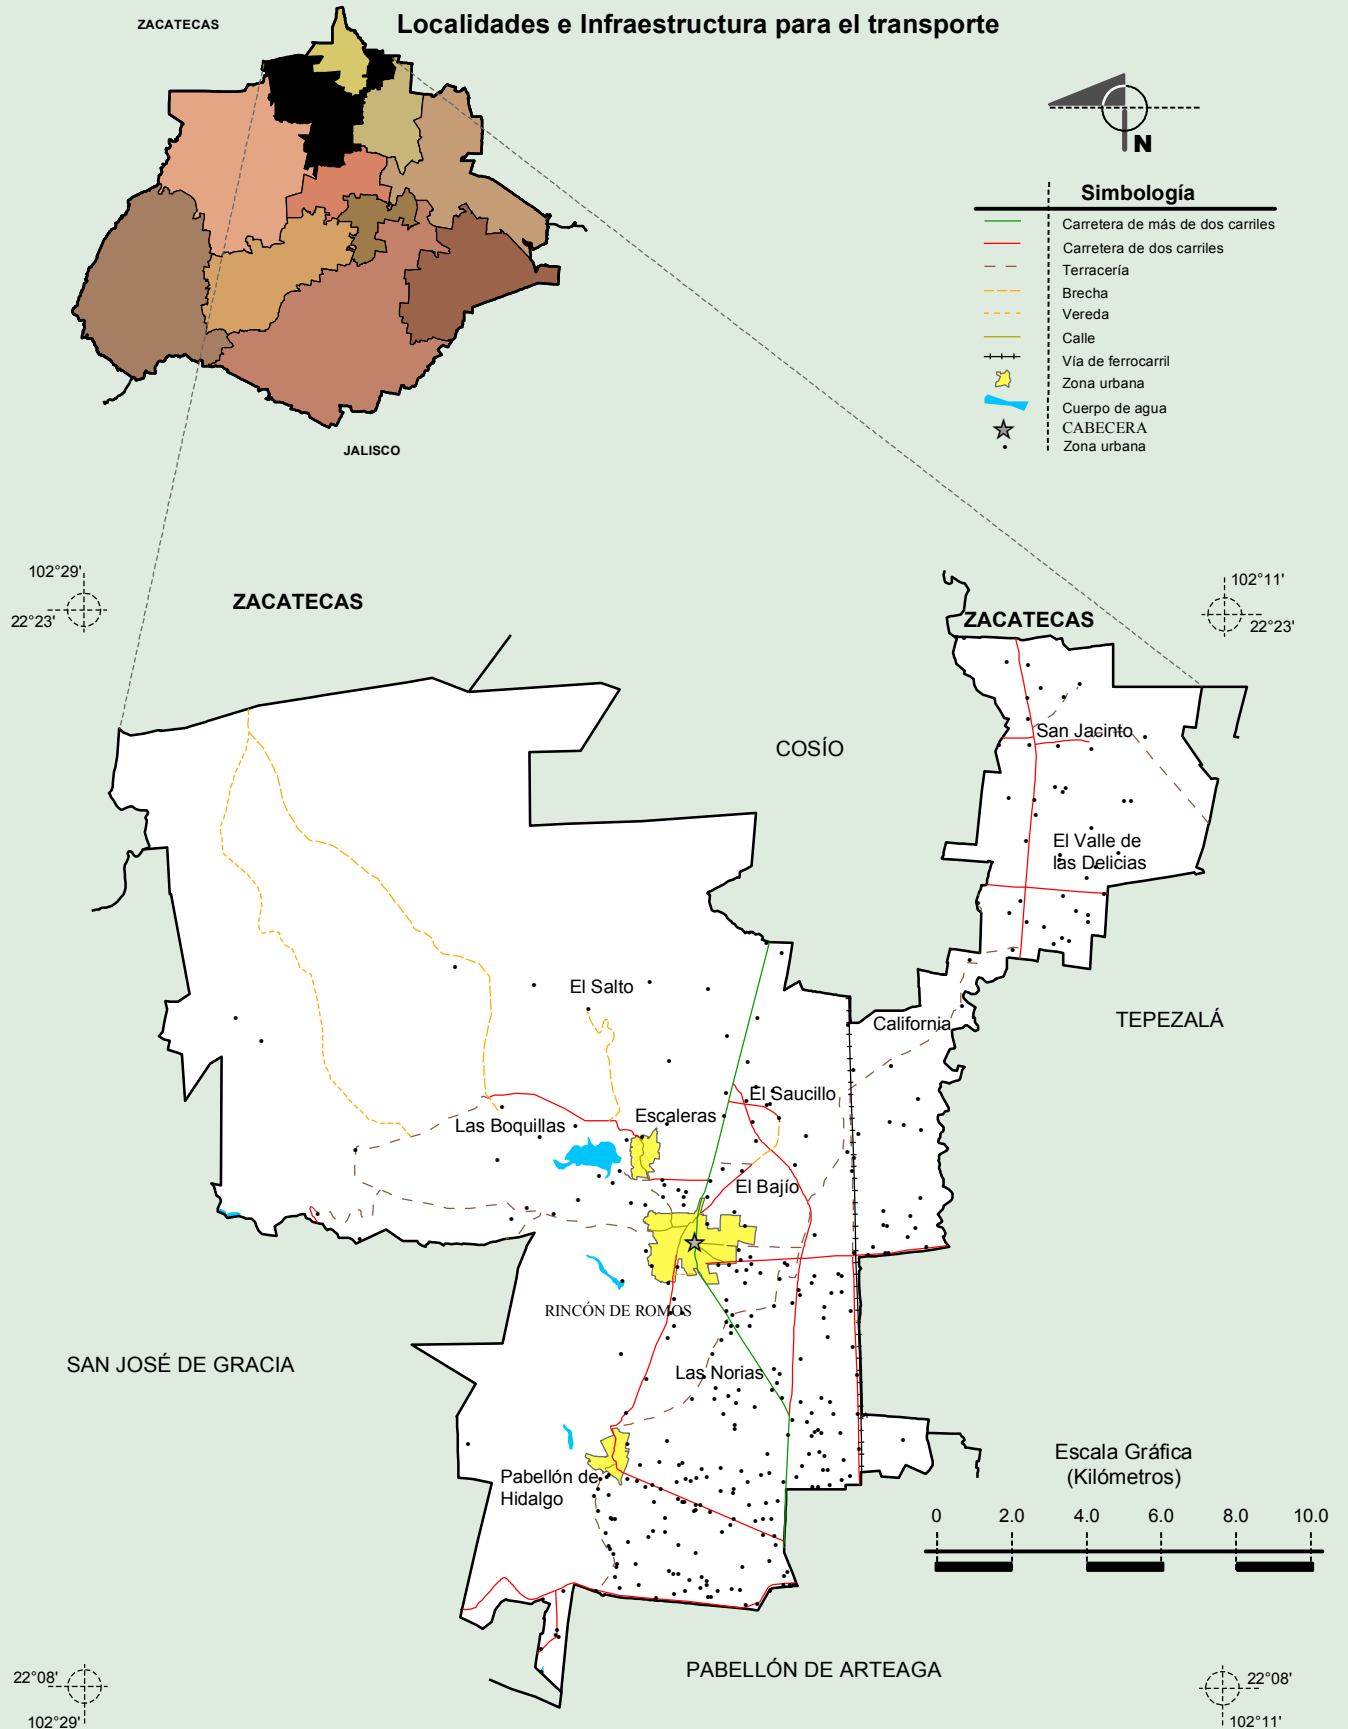 Localidades e Infraestructura para el transporte
ZACATECAS
JALISCO
N
Simbología
Carretera de más de dos carriles
Carretera de dos carriles
Terracería
Brecha
Vereda
Calle
Vía de ferrocarril
Zona urbana
Cuerpo de agua
CABECERA
Zona urbana
102°29'
22°23'
ZACATECAS
102°11'
22°23'
ZACATECAS
COSÍO
San Jacinto
El Valle de
las Delicias
El Salto
California
TEPEZALÁ
El Saucillo
Escaleras
Las Boquillas
El Bajío
RINCÓN DE ROMOS
SAN JOSÉ DE GRACIA
Las Norias
Pabellón de
Hidalgo
Escala Gráfica
(Kilómetros)
0 2.0 4.0 6.0 8.0 10.0
PABELLÓN DE ARTEAGA
22°08'
102°29'
22°08'
102°11'